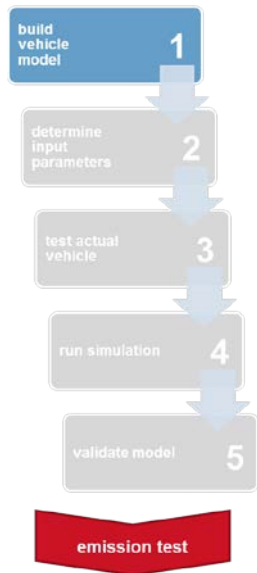 build
vehicle
model
1
determine
input
parameters
2
test actual
vehicle
3
run simulation
4
validate model
5
emission test